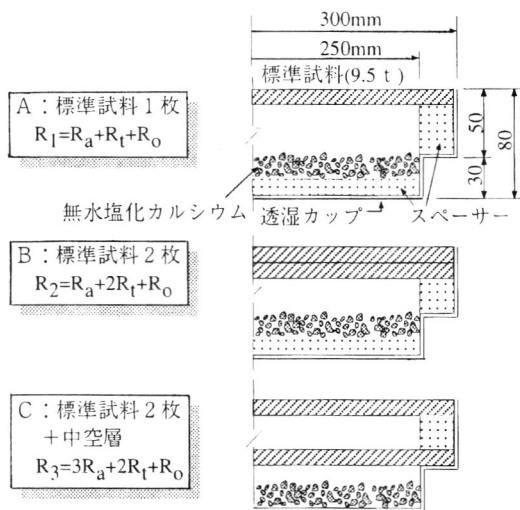 300mm
250mm
標準試料(9.5 t)
A：標準試料1枚
R1=Ra+Rt+Ro
50
30
80
無水塩化カルシウム
透湿カップ
スペーサー
B：標準試料2枚
R2=Ra+2Rt+Ro
C：標準試料2枚
＋中空層
R3=3Ra+2Rt+Ro